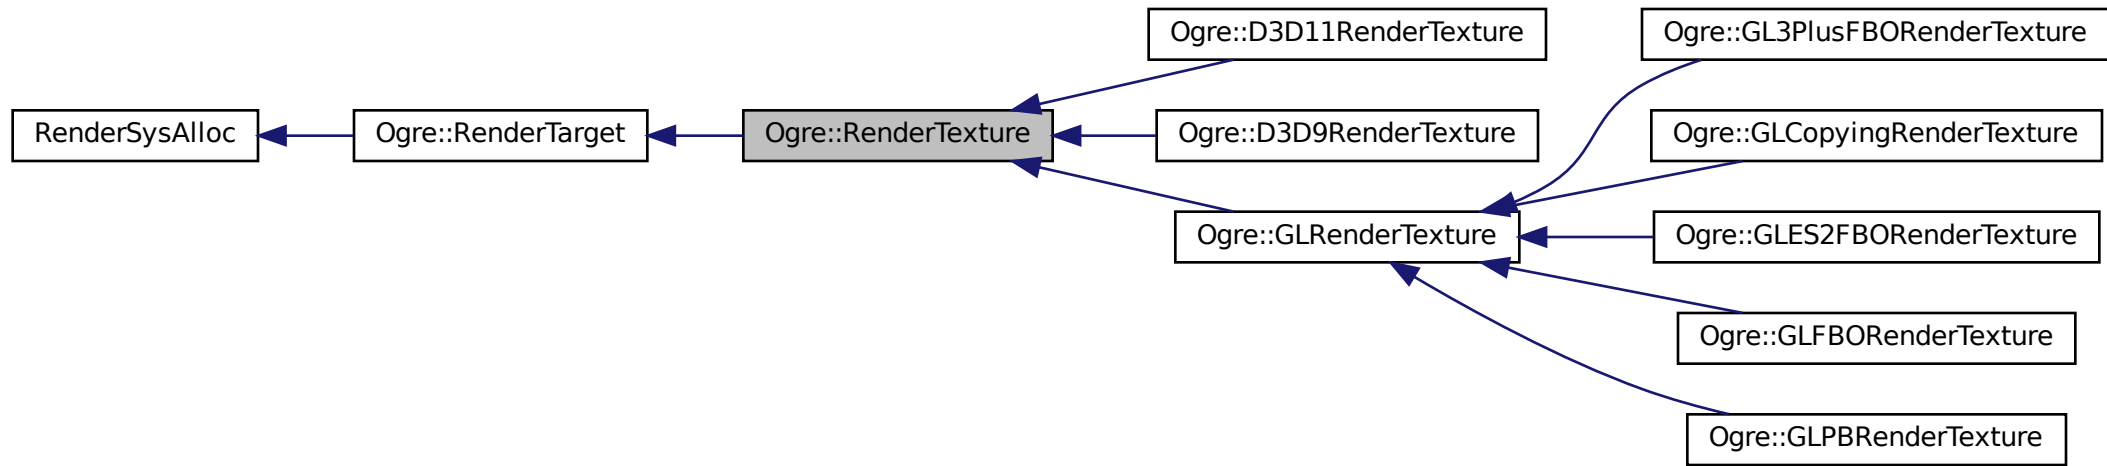 RenderSysAlloc
Ogre::RenderTarget
Ogre::RenderTexture
Ogre::D3D11RenderTexture
Ogre::D3D9RenderTexture
Ogre::GLRenderTexture
Ogre::GL3PlusFBORenderTexture
Ogre::GLCopyingRenderTexture
Ogre::GLES2FBORenderTexture
Ogre::GLFBORenderTexture
Ogre::GLPBRenderTexture